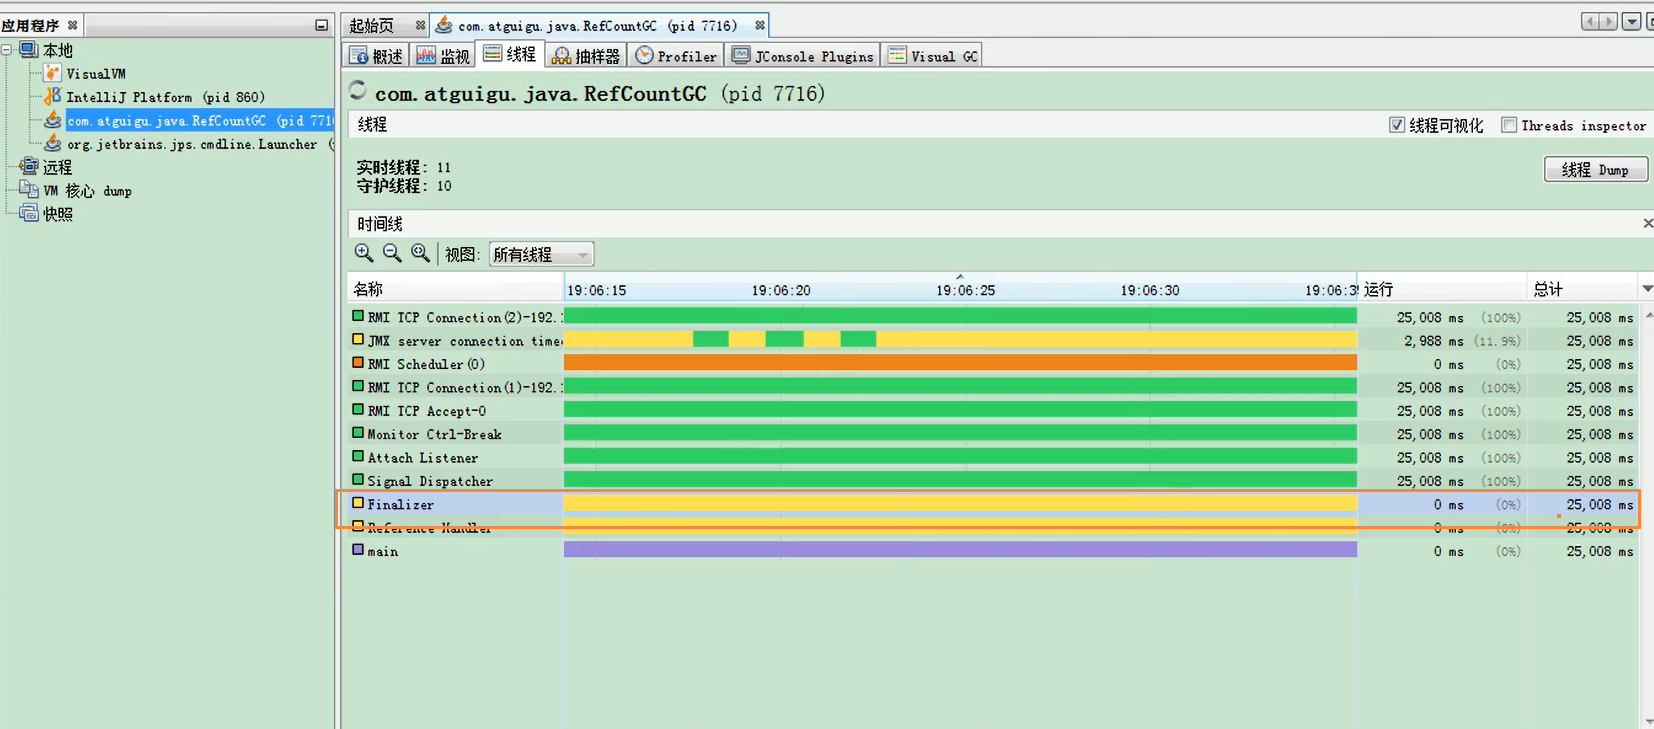 应用程序
本地
VisualVM
IntelliJ Platform (pid 860)
com.atguigu.java.RefCountGC (pid 771
org.jetbrains.jps.cmdline.Launcher (
远程
VM 核心 dump
快照
起始页 com.atguigu.java.RefCountGC (pid 7716)
概述 监视 线程 抽样器 Profiler JConsole Plugins Visual GC
com.atguigu.java.RefCountGC (pid 7716)
线程 线程可视化 Threads inspector
实时线程: 11
守护线程: 10
线程 Dump
时间线
视图: 所有线程
名称 19:06:15 19:06:20 19:06:25 19:06:30 19:06:3 运行 总计
RMI TCP Connection(2)-192. 25,008 ms (100%) 25,008 ms
JMX server connection time 2,988 ms (11.9%) 25,008 ms
RMI Scheduler(0) 0 ms (0%) 25,008 ms
RMI TCP Connection(1)-192. 25,008 ms (100%) 25,008 ms
RMI TCP Accept-0 25,008 ms (100%) 25,008 ms
Monitor Ctrl-Break 25,008 ms (100%) 25,008 ms
Attach Listener 25,008 ms (100%) 25,008 ms
Signal Dispatcher 25,008 ms (100%) 25,008 ms
Finalizer 0 ms (0%) 25,008 ms
Reference Handler 0 ms (0%) 25,008 ms
main 0 ms (0%) 25,008 ms